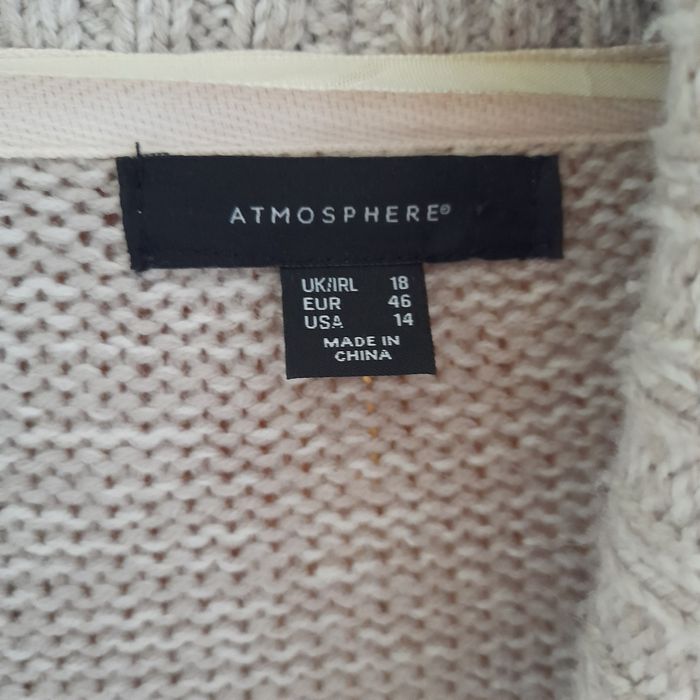 ATMOSPHERE®
UK/IRL 18
EUR 46
USA 14
MADE IN
CHINA